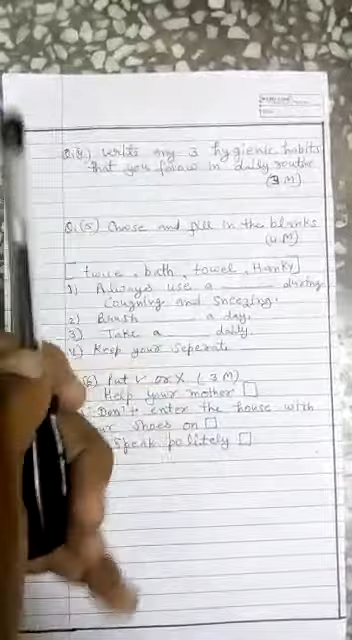 Q.(4.) write any 3 hygienic habits
that you follow in daily routine
(3 M)
Q.(5) Chose and fill in the blanks
(4 M)
[ twice, bath, towel, Hanky]
1) Always use a ______ during
Coughing and Sneezing.
2) Brush ______ a day.
3) Take a ______ daily.
4) Keep your Seperate
(6) Put ✓ or X (3 M)
Help your mother □
Don't enter the house with
shoes on □
Speak politely □